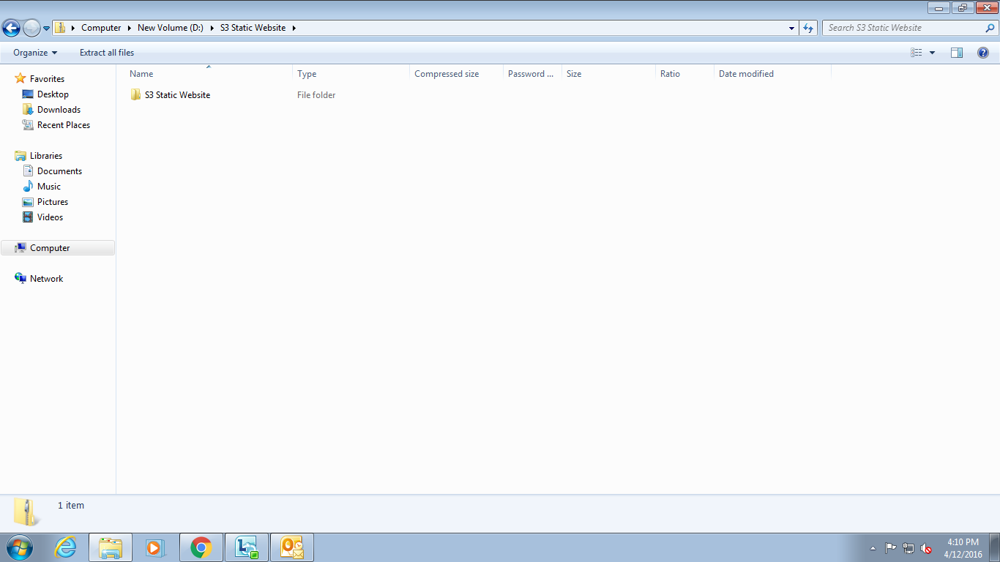 Computer New Volume (D:) S3 Static Website Search S3 Static Website
Organize Extract all files
Name Type Compressed size Password ... Size Ratio Date modified
S3 Static Website File folder
Favorites
Desktop
Downloads
Recent Places
Libraries
Documents
Music
Pictures
Videos
Computer
Network
1 item
4:10 PM
4/12/2016